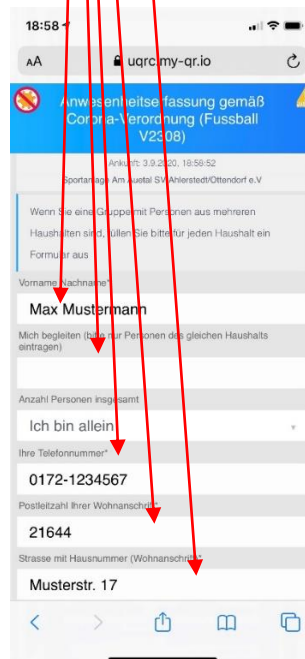 18:58
AA uqrc.my-qr.io
Anwesenheitserfassung gemäß
Corona-Verordnung (Fussball
V2308)
Ankunft: 3.9.2020, 18:58:52
Sportanlage Am Auetal SV Ahlerstedt/Ottendorf e.V
Wenn Sie eine Gruppe mit Personen aus mehreren
Haushalten sind, füllen Sie bitte für jeden Haushalt ein
Formular aus
Vorname Nachname*
Max Mustermann
Mich begleiten (bitte nur Personen des gleichen Haushalts
eintragen)
Anzahl Personen insgesamt
Ich bin allein
Ihre Telefonnummer*
0172-1234567
Postleitzahl Ihrer Wohnanschrift*
21644
Strasse mit Hausnummer (Wohnanschrift)*
Musterstr. 17